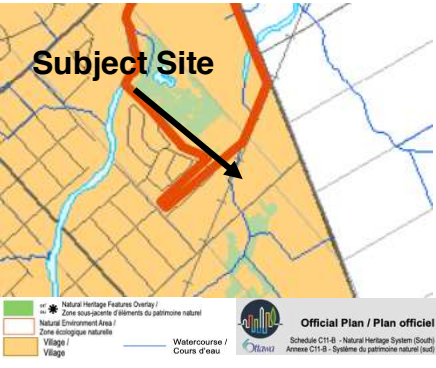 Subject Site
Natural Heritage Features Overlay /
Zone sous-jacente d'éléments du patrimoine naturel
Natural Environment Area /
Zone écologique naturelle
Village /
Village
Watercourse /
Cours d'eau
Ottawa
Official Plan / Plan officiel
Schedule C11-B - Natural Heritage System (South)
Annexe C11-B - Système du patrimoine naturel (sud)